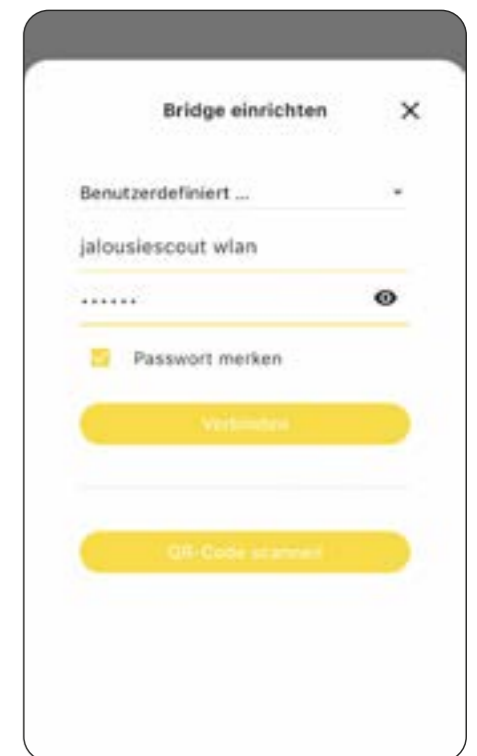 Bridge einrichten
Benutzerdefiniert ...
jalousiescout wlan
......
Passwort merken
Verbinden
QR-Code scannen